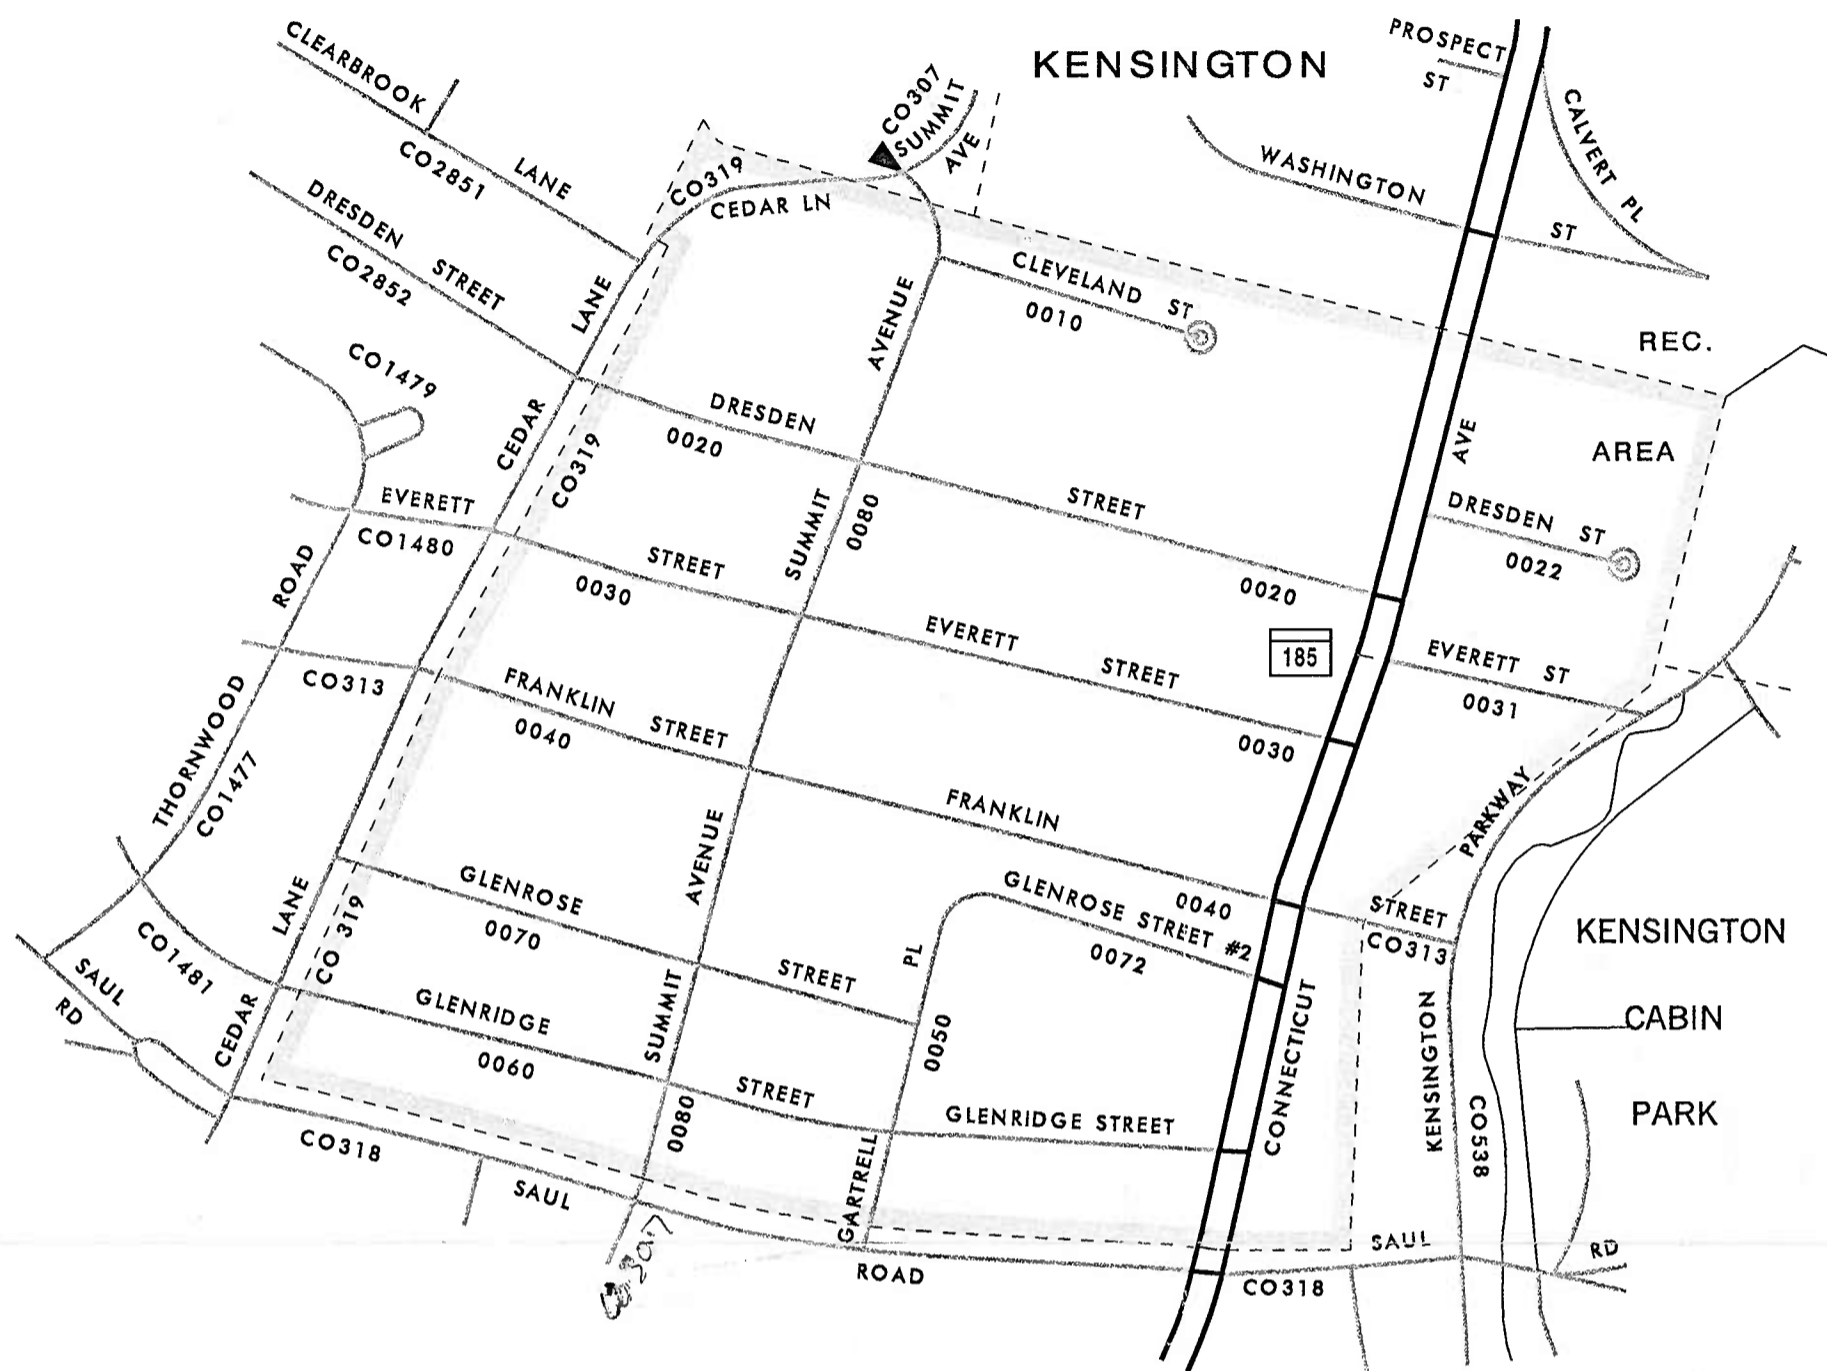 KENSINGTON
PROSPECT
ST
CLEARBROOK
LANE
CO2851
CO307
SUMMIT
AVE
CALVERT PL
WASHINGTON
ST
DRESDEN
STREET
CO2852
CO319
CEDAR LN
LANE
CLEVELAND ST
0010
AVENUE
REC.
AREA
CO1479
CEDAR
CO319
DRESDEN
0020
STREET
0020
AVE
DRESDEN ST
0022
EVERETT
CO1480
STREET
0030
SUMMIT
0080
EVERETT
STREET
0030
185
EVERETT ST
0031
ROAD
THORNWOOD
CO1477
CO313
FRANKLIN
STREET
0040
FRANKLIN
0040
STREET
CO313
PARKWAY
AVENUE
GLENROSE
0070
STREET
GLENROSE STREET #2
0072
PL
KENSINGTON
CABIN
PARK
LANE
CO 319
CO1481
SAUL
RD
CEDAR
GLENRIDGE
0060
STREET
SUMMIT
0080
0050
GLENRIDGE STREET
GARTRELL
CONNECTICUT
KENSINGTON
CO538
CO318
SAUL
ROAD
CO318
SAUL
RD